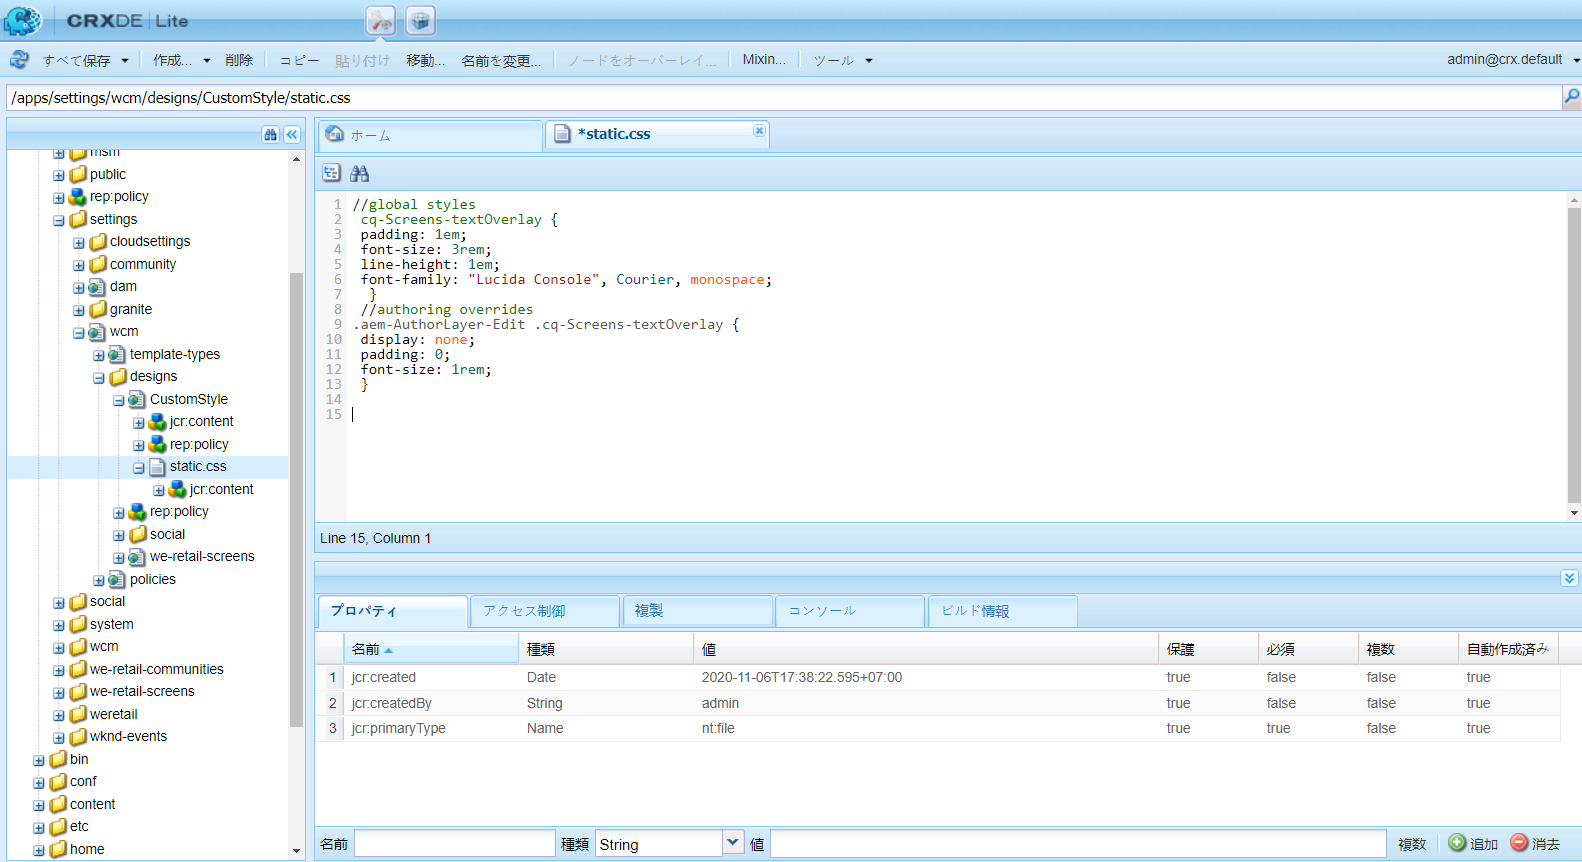 CRXDE | Lite
すべて保存 作成... 削除 コピー 貼り付け 移動... 名前を変更... ノードをオーバーレイ... Mixin... ツール admin@crx.default
/apps/settings/wcm/designs/CustomStyle/static.css
msm
public
rep:policy
settings
cloudsettings
community
dam
granite
wcm
template-types
designs
CustomStyle
jcr:content
rep:policy
static.css
jcr:content
rep:policy
social
we-retail-screens
policies
social
system
wcm
we-retail-communities
we-retail-screens
weretail
wknd-events
bin
conf
content
etc
home
ホーム *static.css
1 //global styles
2 cq-Screens-textOverlay {
3 padding: 1em;
4 font-size: 3rem;
5 line-height: 1em;
6 font-family: "Lucida Console", Courier, monospace;
7 }
8 //authoring overrides
9 .aem-AuthorLayer-Edit .cq-Screens-textOverlay {
10 display: none;
11 padding: 0;
12 font-size: 1rem;
13 }
14
15
Line 15, Column 1
プロパティ アクセス制御 複製 コンソール ビルド情報
名前 種類 値 保護 必須 複数 自動作成済み
1 jcr:created Date 2020-11-06T17:38:22.595+07:00 true false false true
2 jcr:createdBy String admin true false false true
3 jcr:primaryType Name nt:file true true false true
名前 種類 String 値 複数 追加 消去